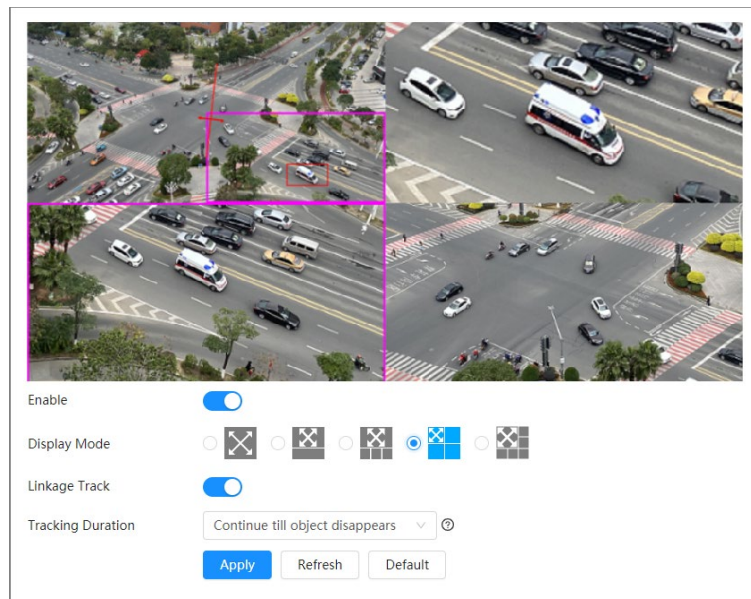 Enable
Display Mode
Linkage Track
Tracking Duration
Continue till object disappears
Apply
Refresh
Default